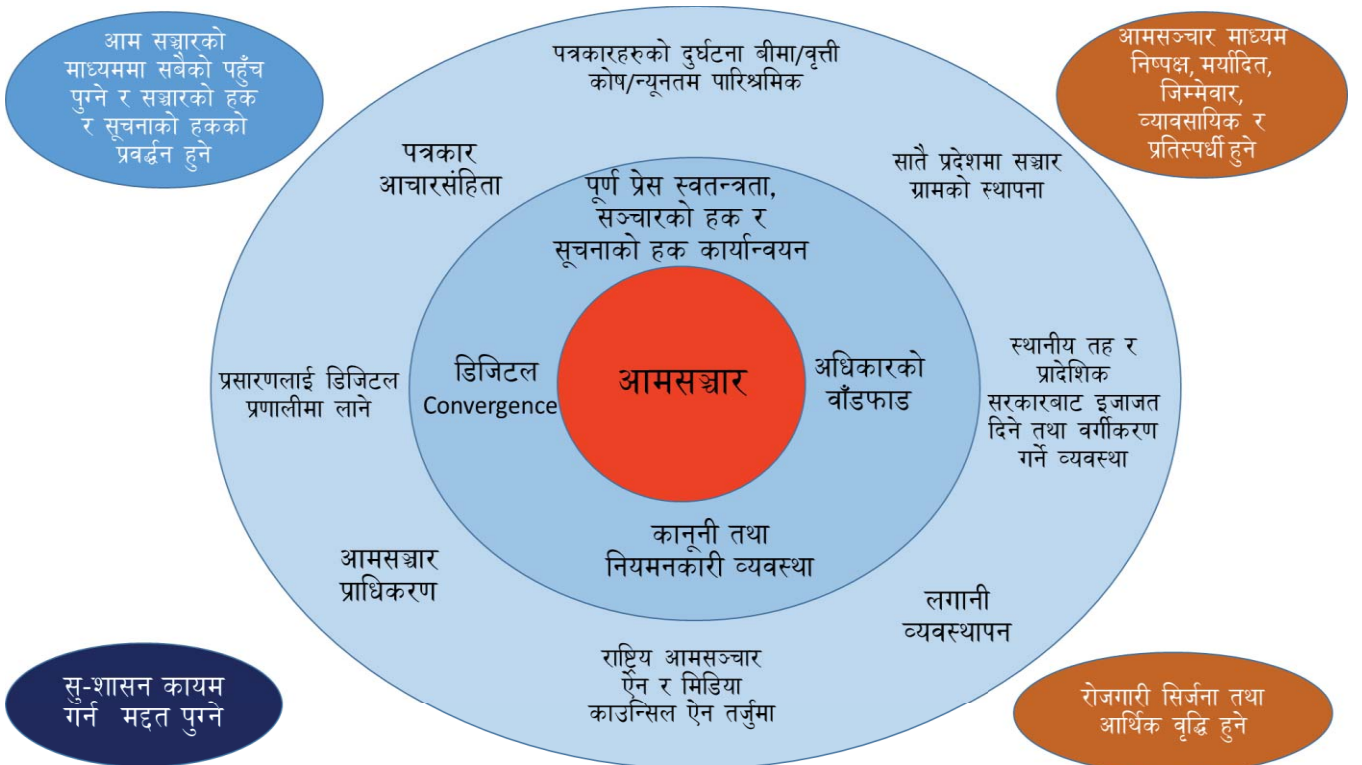 आम सञ्चारको
माध्यममा सबैको पहुँच
पुग्ने र सञ्चारको हक
र सूचनाको हकको
प्रवर्द्धन हुने
पत्रकारहरुको दुर्घटना बीमा/वृत्ती
कोष/न्यूनतम पारिश्रमिक
आमसञ्चार माध्यम
निष्पक्ष, मर्यादित,
जिम्मेवार,
व्यावसायिक र
प्रतिस्पर्धी हुने
पत्रकार
आचारसंहिता
सातै प्रदेशमा सञ्चार
ग्रामको स्थापना
पूर्ण प्रेस स्वतन्त्रता,
सञ्चारको हक र
सूचनाको हक कार्यान्वयन
प्रसारणलाई डिजिटल
प्रणालीमा लाने
डिजिटल
Convergence
आमसञ्चार
अधिकारको
वाँडफाड
स्थानीय तह र
प्रादेशिक
सरकारबाट इजाजत
दिने तथा वर्गीकरण
गर्ने व्यवस्था
कानूनी तथा
नियमनकारी व्यवस्था
आमसञ्चार
प्राधिकरण
लगानी
व्यवस्थापन
राष्ट्रिय आमसञ्चार
ऐन र मिडिया
काउन्सिल ऐन तर्जुमा
सु-शासन कायम
गर्न मद्दत पुग्ने
रोजगारी सिर्जना तथा
आर्थिक वृद्धि हुने